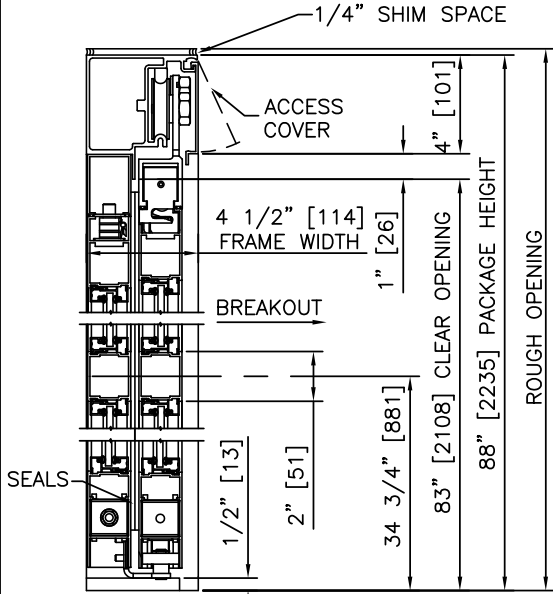 1/4" SHIM SPACE
ACCESS
COVER
4" [101]
4 1/2" [114]
FRAME WIDTH
1" [26]
BREAKOUT
83" [2108] CLEAR OPENING
88" [2235] PACKAGE HEIGHT
ROUGH OPENING
SEALS
1/2" [13]
2" [51]
34 3/4" [881]